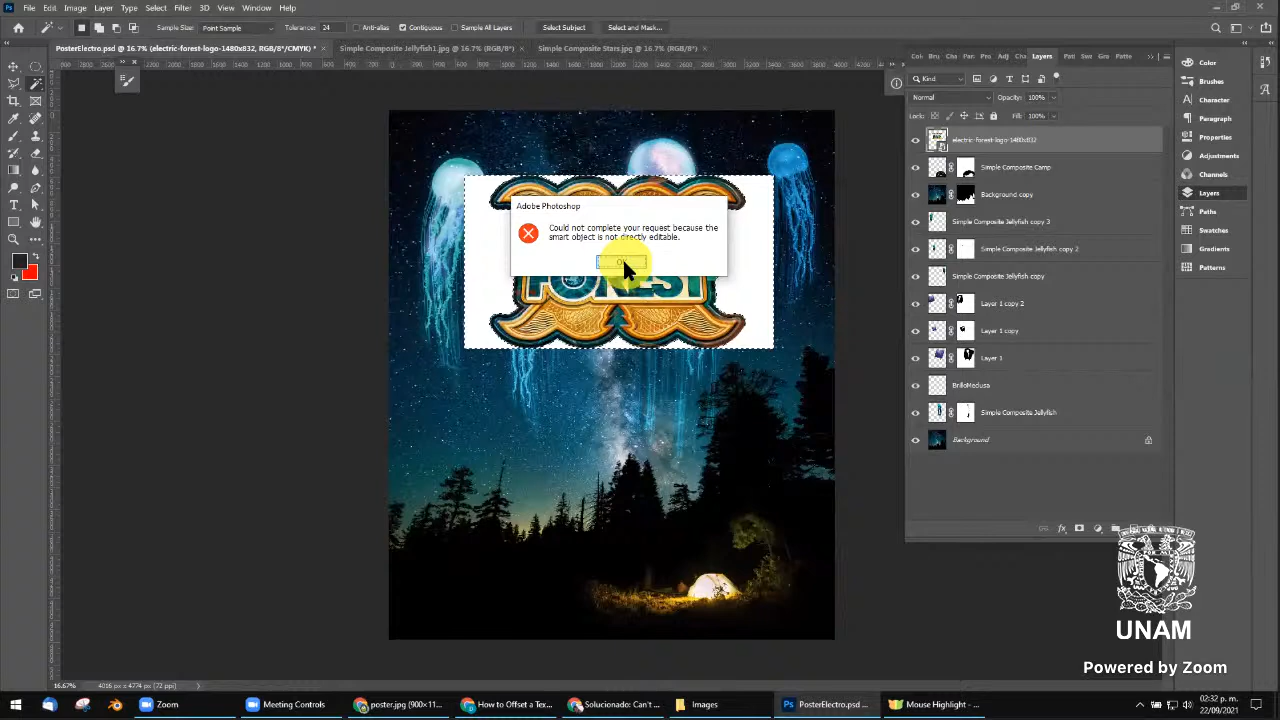 File Edit Image Layer Type Select Filter 3D View Plugins Window Help
Sample Size: Point Sample Tolerance: 24 Anti-alias Contiguous Sample All Layers Select Subject Select and Mask...
PosterElectro.psd @ 16.7% (electric-forest-logo-1480x832, RGB/8*/CMYK) * ×
Simple Composite Jellyfish1.jpg @ 16.7% (RGB/8*) ×
Simple Composite Stars.jpg @ 16.7% (RGB/8*) ×
Adobe Photoshop
Could not complete your request because the
smart object is not directly editable.
FOREST
Layers
Kind
Normal Opacity: 100%
Lock: Fill: 100%
electric-forest-logo-1480x832
Simple Composite Camp
Background copy
Simple Composite Jellyfish copy 3
Simple Composite Jellyfish copy 2
Simple Composite Jellyfish copy
Layer 1 copy 2
Layer 1 copy
Layer 1
BrilloMedusa
Simple Composite Jellyfish
Background
Color
Brushes
Character
Paragraph
Properties
Adjustments
Channels
Layers
Paths
Swatches
Gradients
Patterns
UNAM
Powered by Zoom
16.67% 4016 px x 4774 px (72 ppi)
Zoom
Meeting Controls
poster.jpg (900×11...
How to Offset a Tex...
Solucionado: Can't ...
Images
PosterElectro.psd ...
Mouse Highlight - ...
02:32 p. m.
22/09/2021